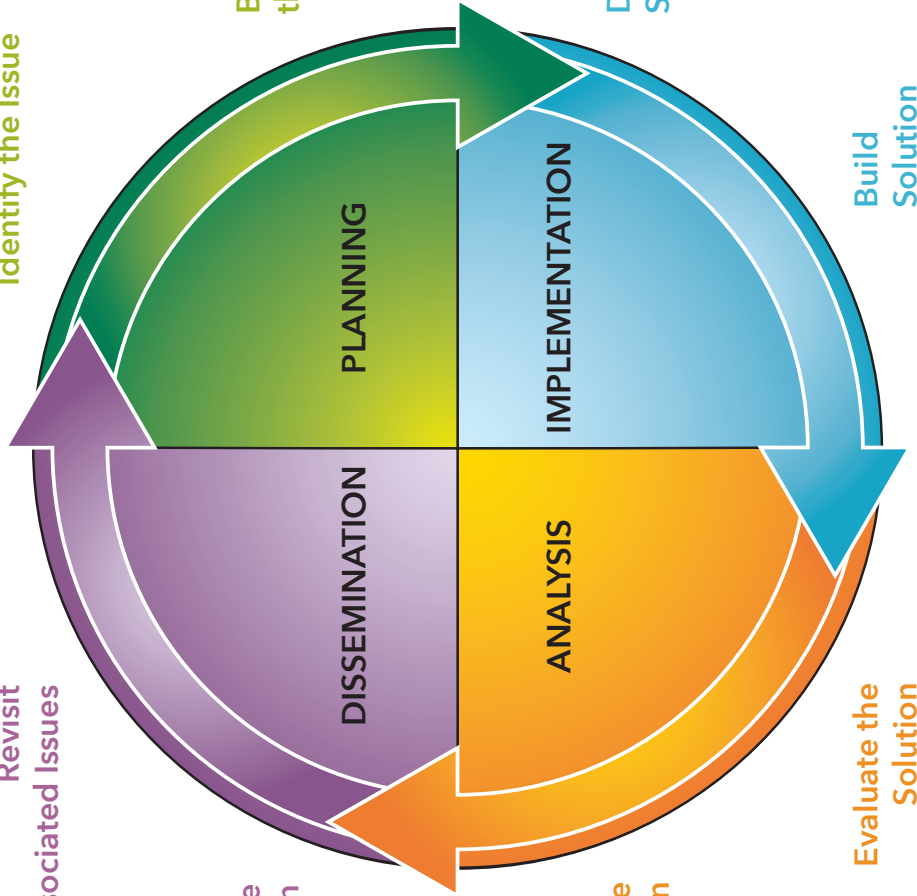 Revisit
ociated Issues
Identify the Issue
DISSEMINATION
PLANNING
ANALYSIS
IMPLEMENTATION
Evaluate the
Solution
Build
Solution